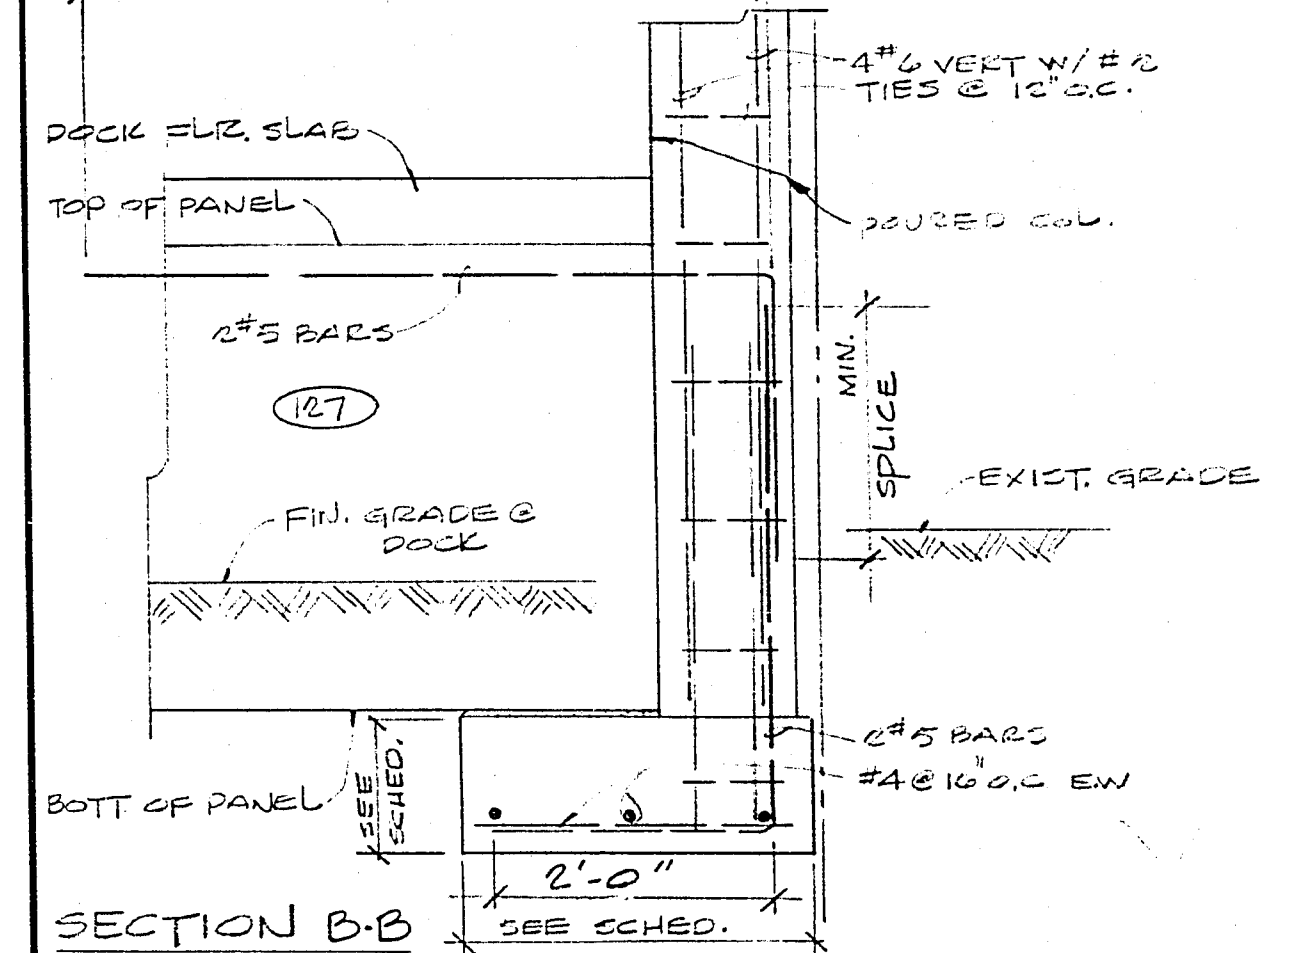 4#6 VERT W/ #2
TIES @ 12" O.C.
DOCK FLR. SLAB
TOP OF PANEL
POURED COL.
2#5 BARS
MIN.
SPLICE
127
EXIST. GRADE
FIN. GRADE @
DOCK
2#5 BARS
#4@16" O.C E.W
BOTT OF PANEL
SEE
SCHED.
2'-0"
SEE SCHED.
SECTION B-B